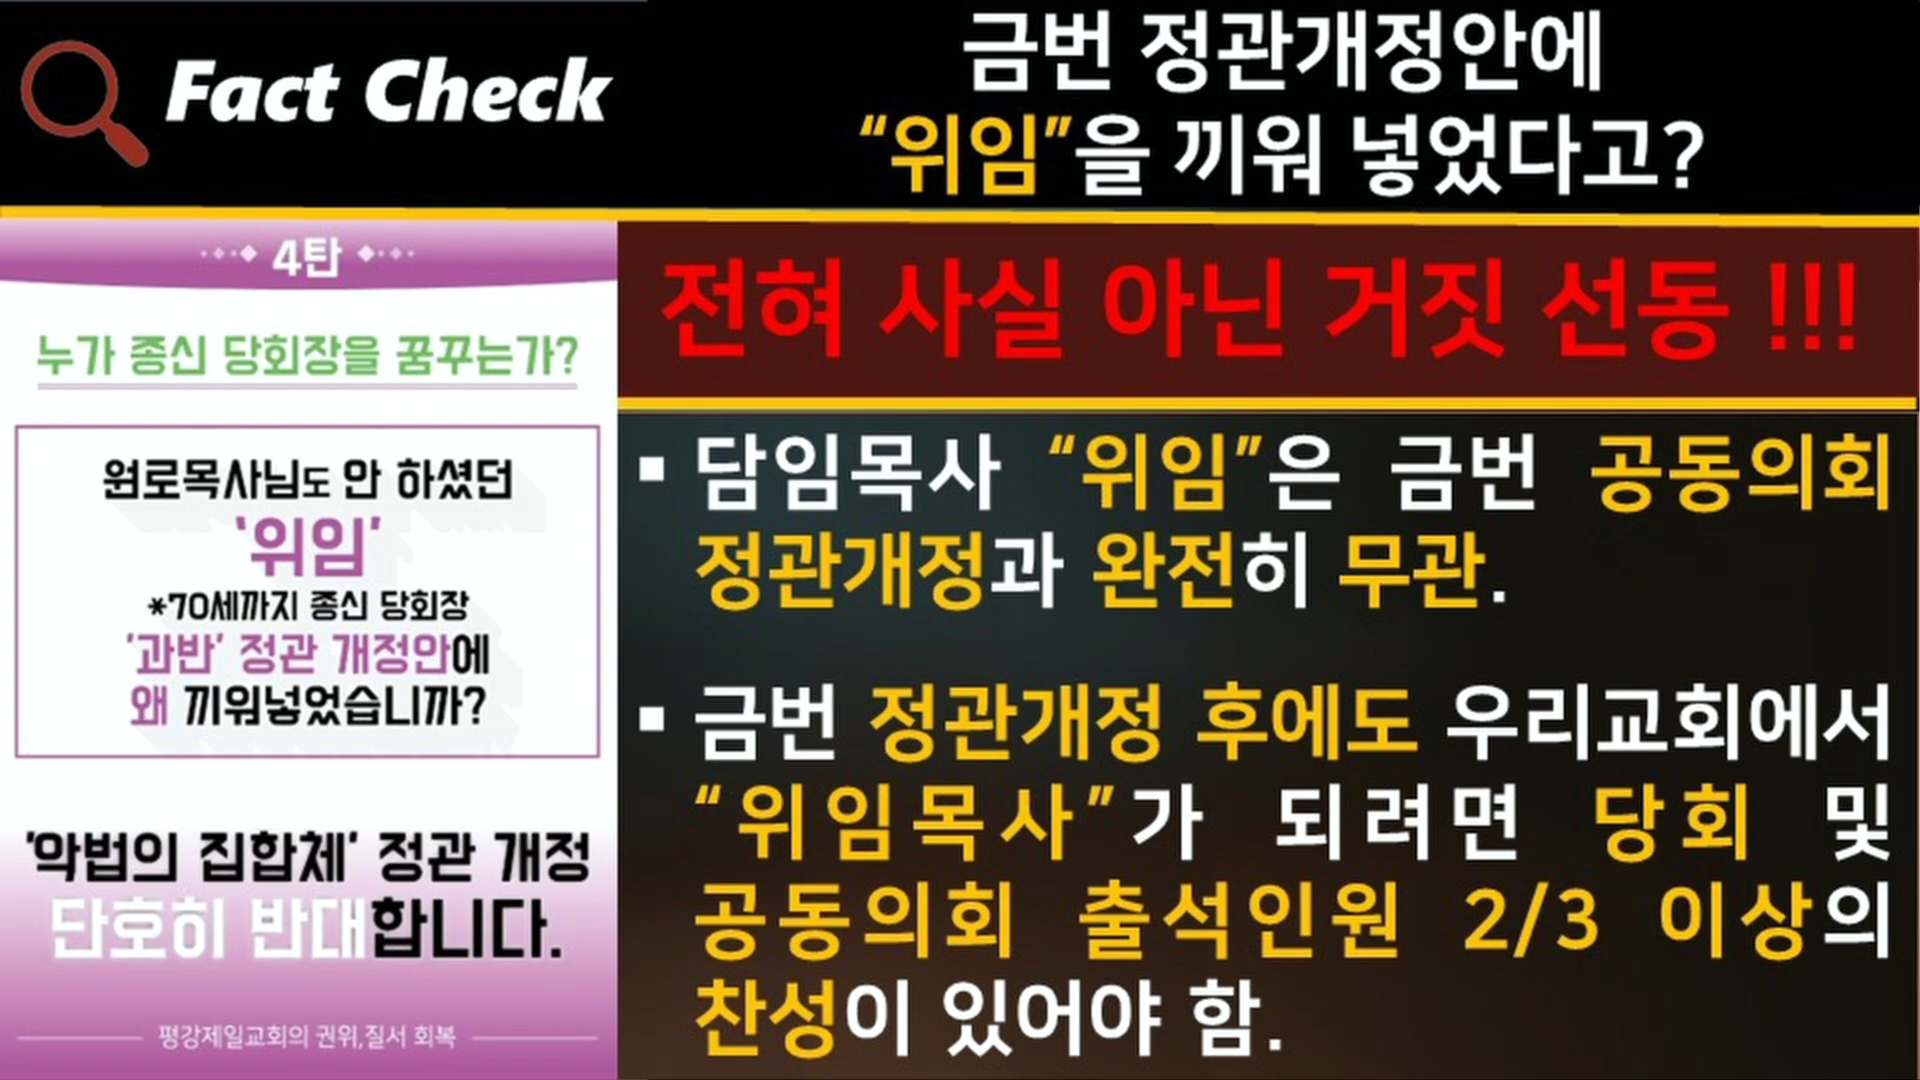 Fact Check
금번 정관개정안에
“위임”을 끼워 넣었다고?
4탄
누가 종신 당회장을 꿈꾸는가?
원로목사님도 안 하셨던
‘위임’
*70세까지 종신 당회장
‘과반’ 정관 개정안에
왜 끼워넣었습니까?
‘악법의 집합체’ 정관 개정
단호히 반대합니다.
평강제일교회의 권위,질서 회복
전혀 사실 아닌 거짓 선동 !!!
▪ 담임목사 “위임”은 금번 공동의회
정관개정과 완전히 무관.
▪ 금번 정관개정 후에도 우리교회에서
“위임목사”가 되려면 당회 및
공동의회 출석인원 2/3 이상의
찬성이 있어야 함.